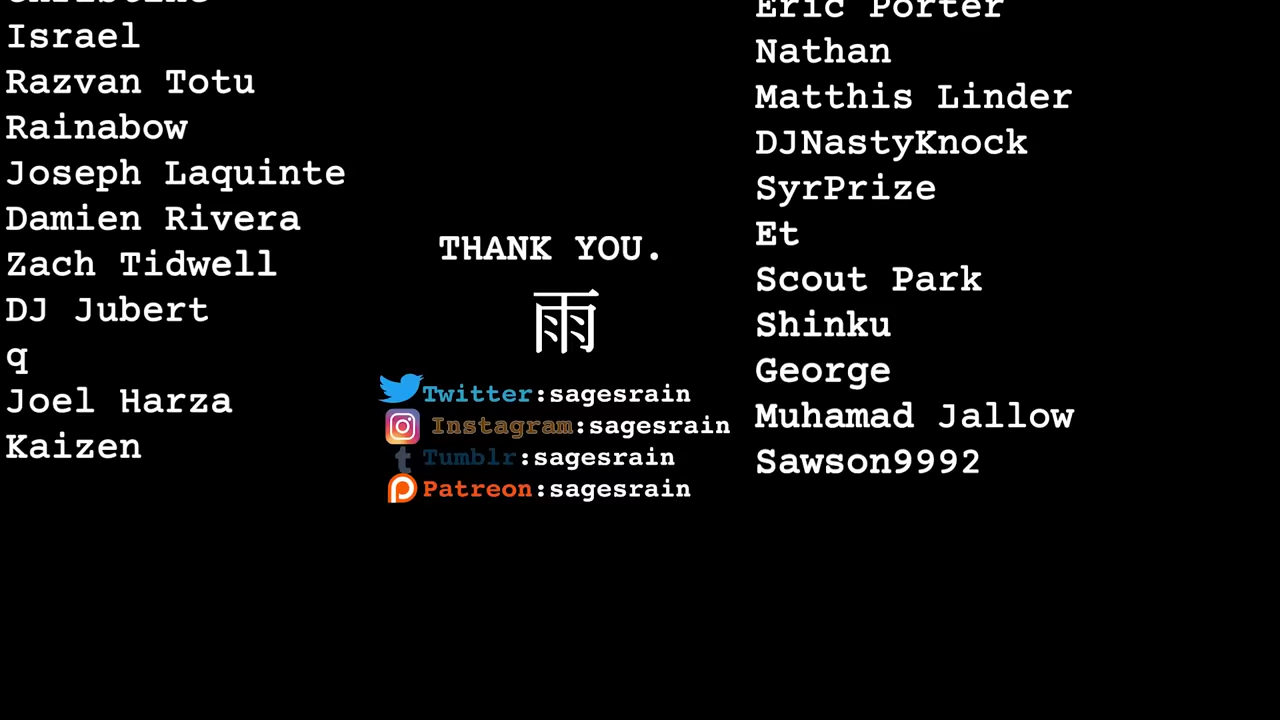 Christine
Israel
Razvan Totu
Rainabow
Joseph Laquinte
Damien Rivera
Zach Tidwell
DJ Jubert
q
Joel Harza
Kaizen
THANK YOU.
雨
Twitter:sagesrain
Instagram:sagesrain
Tumblr:sagesrain
Patreon:sagesrain
Eric Porter
Nathan
Matthis Linder
DJNastyKnock
SyrPrize
Et
Scout Park
Shinku
George
Muhamad Jallow
Sawson9992